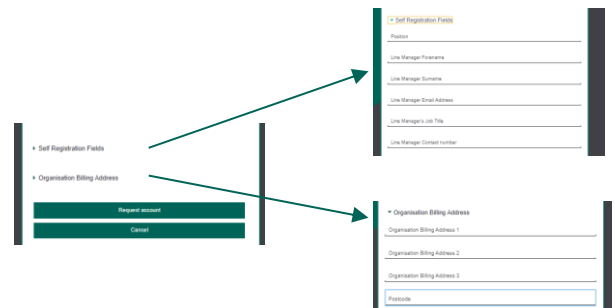 Self Registration Fields
Organisation Billing Address
Request account
Cancel
Self Registration Fields
Position
Line Manager Forename
Line Manager Surname
Line Manager Email Address
Line Manager's Job Title
Line Manager Contact number
Organisation Billing Address
Organisation Billing Address 1
Organisation Billing Address 2
Organisation Billing Address 3
Postcode